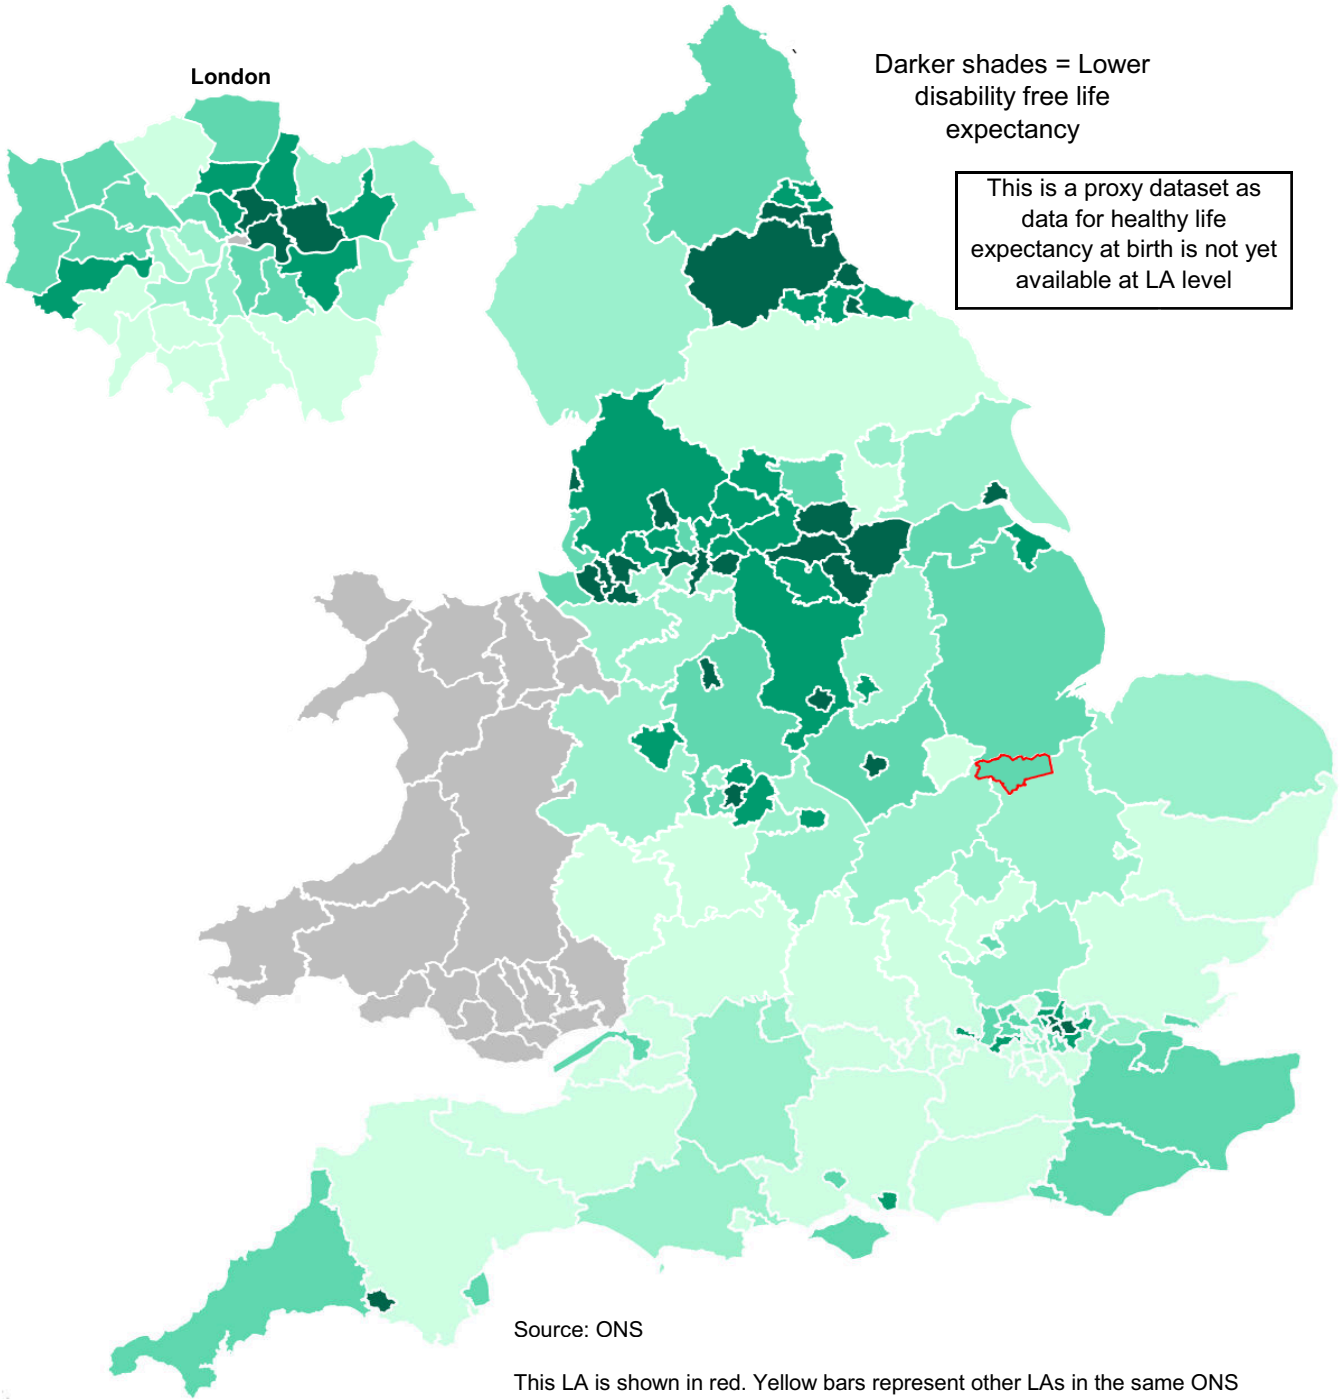 London
Darker shades = Lower
disability free life
expectancy
This is a proxy dataset as
data for healthy life
expectancy at birth is not yet
available at LA level
Source: ONS
This LA is shown in red. Yellow bars represent other LAs in the same ONS